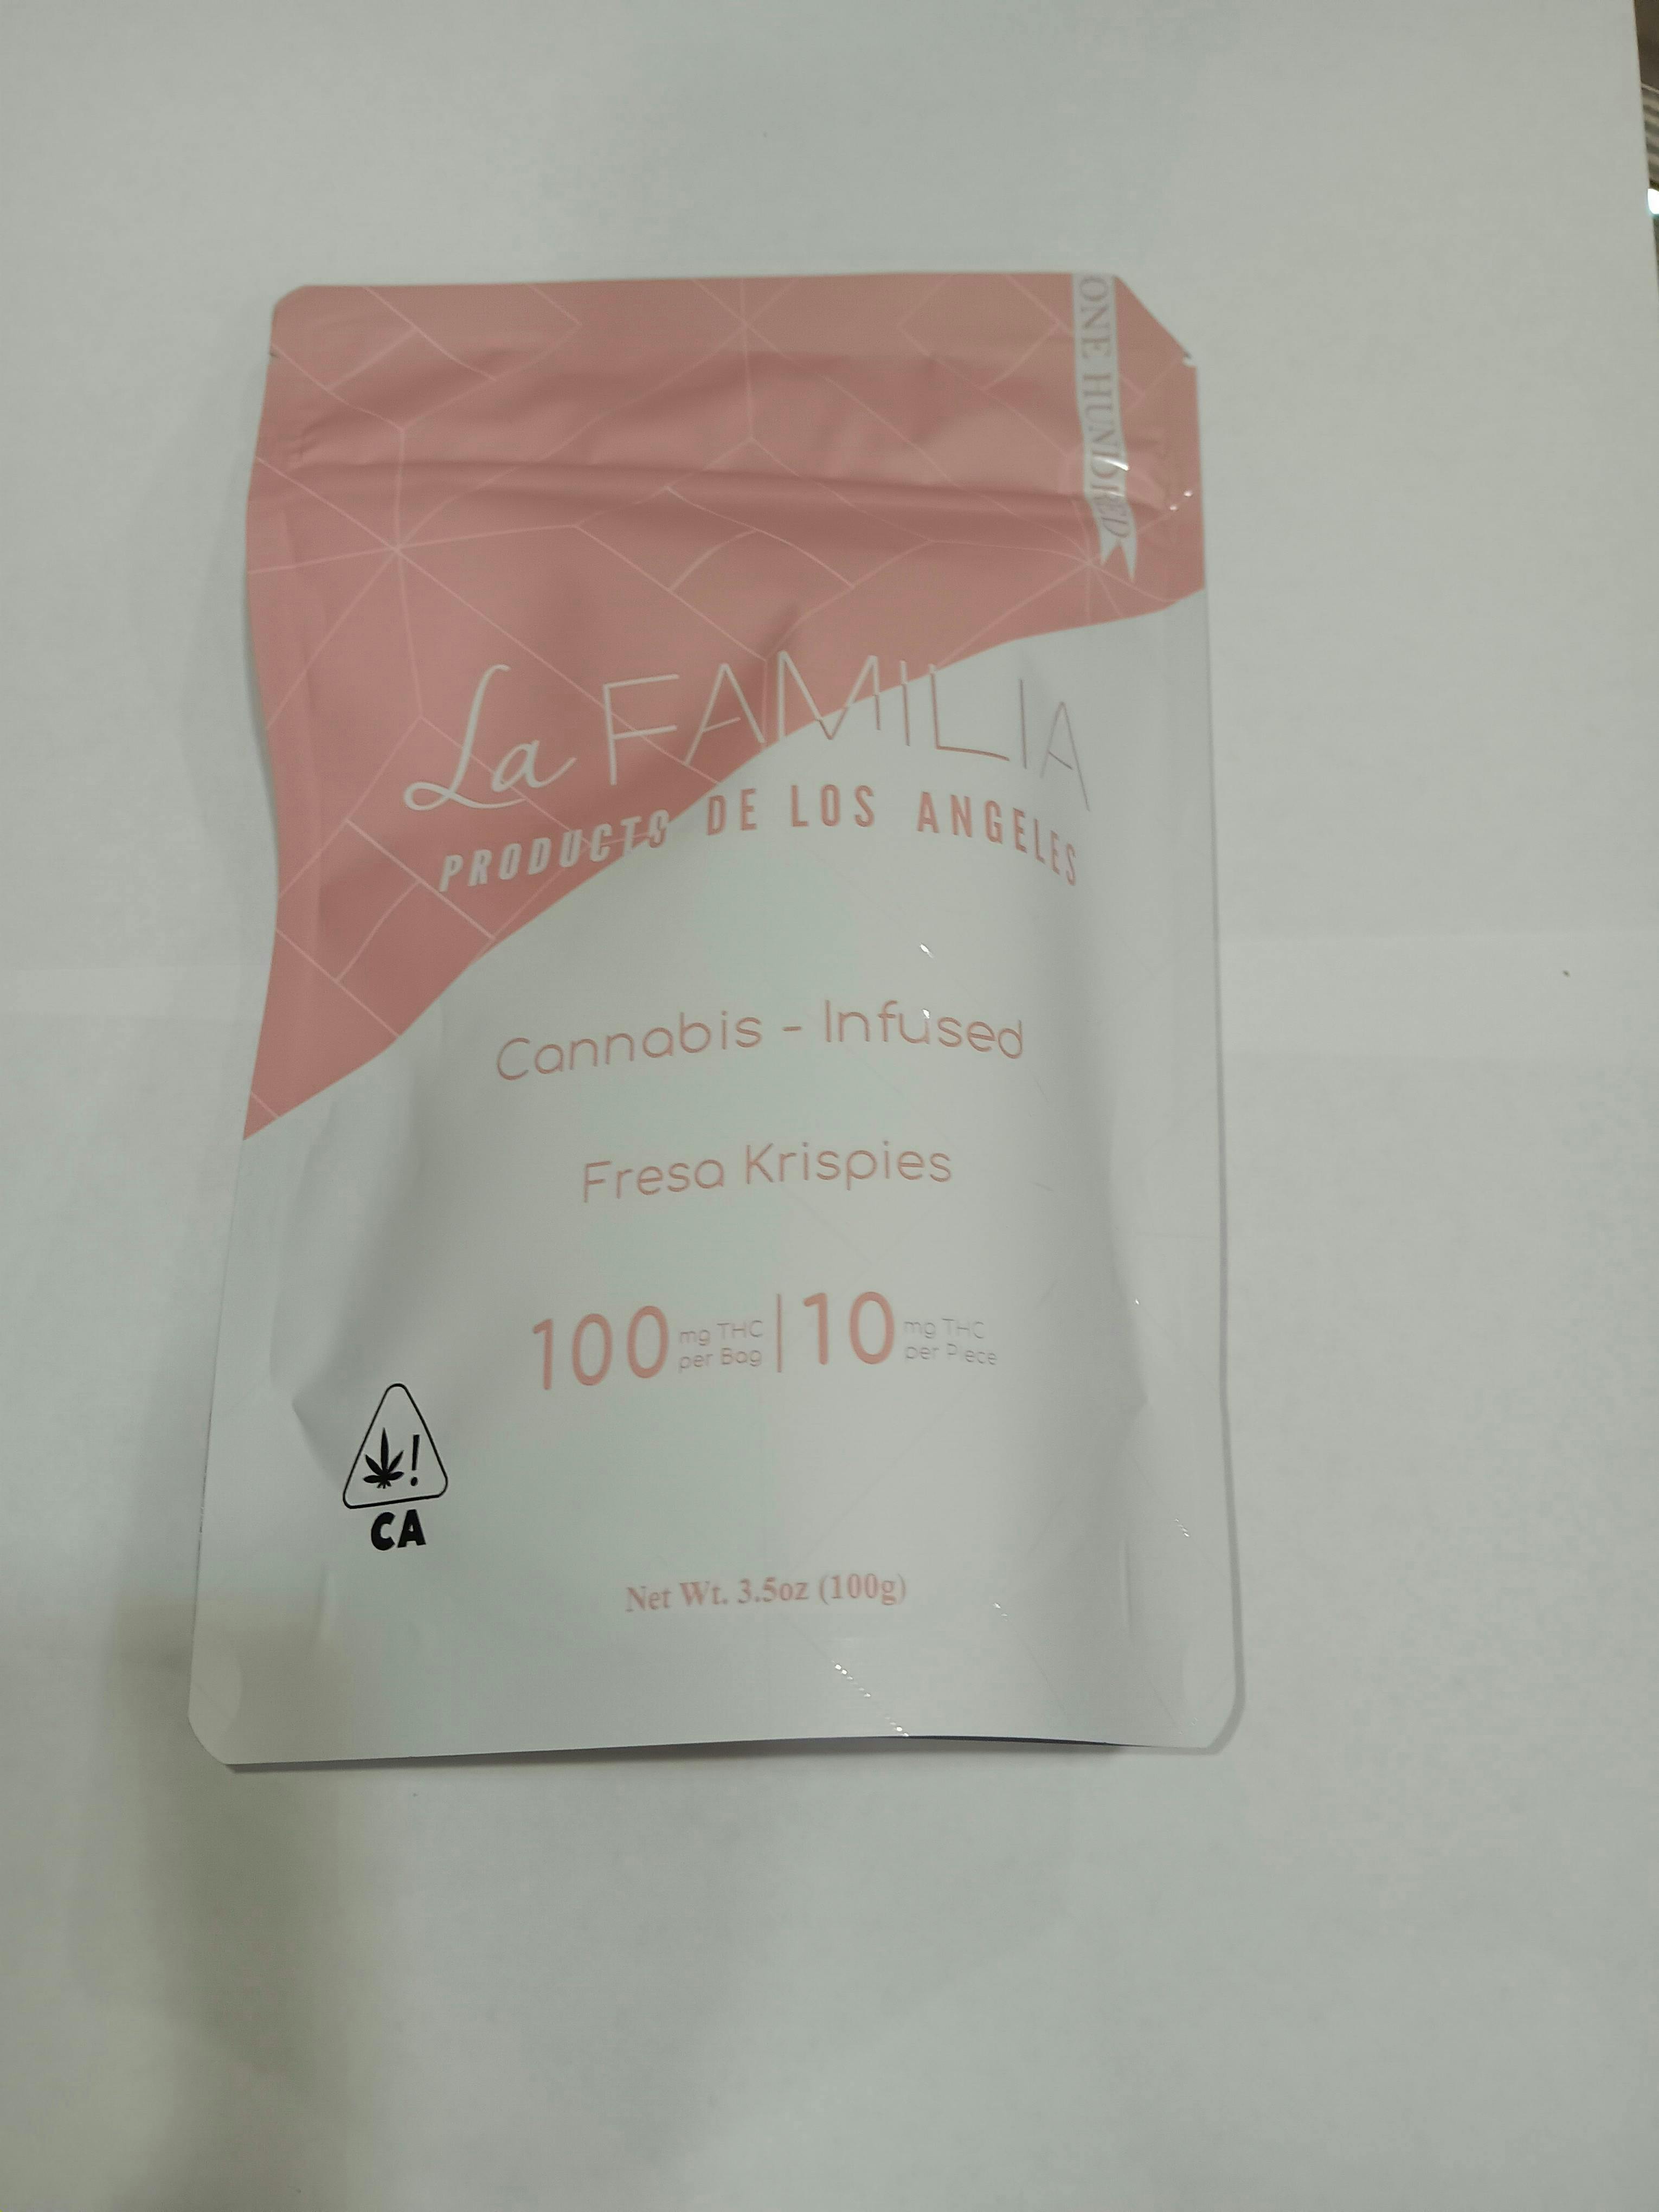 ONE HUNDRED
La FAMILIA
PRODUCTO DE LOS ANGELES
Cannabis - Infused
Fresa Krispies
100 mg THC per Bag | 10 mg THC per Piece
!
CA
Net Wt. 3.5oz (100g)